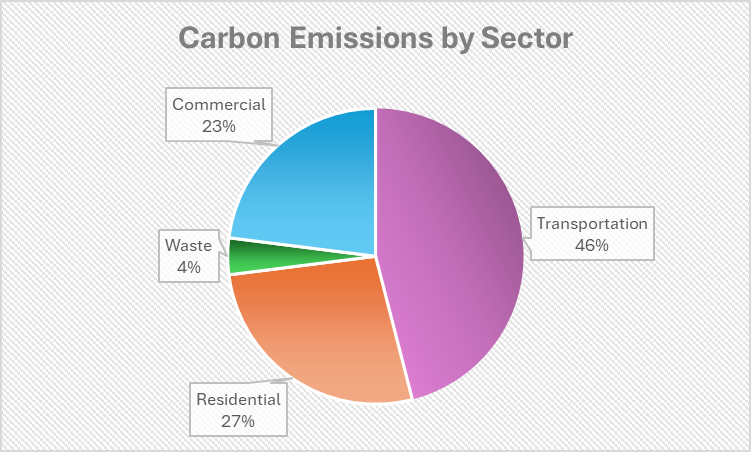 Carbon Emissions by Sector
Commercial
23%
Transportation
46%
Waste
4%
Residential
27%